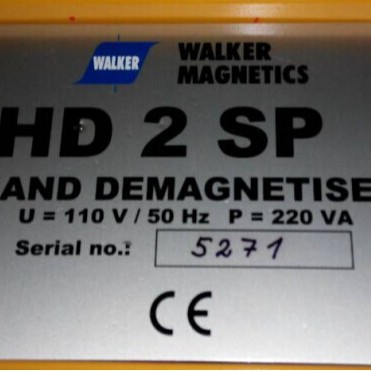 WALKER
WALKER
MAGNETICS
HD 2 SP
AND DEMAGNETISE
U = 110 V / 50 Hz P = 220 VA
Serial no.: 5271
CE